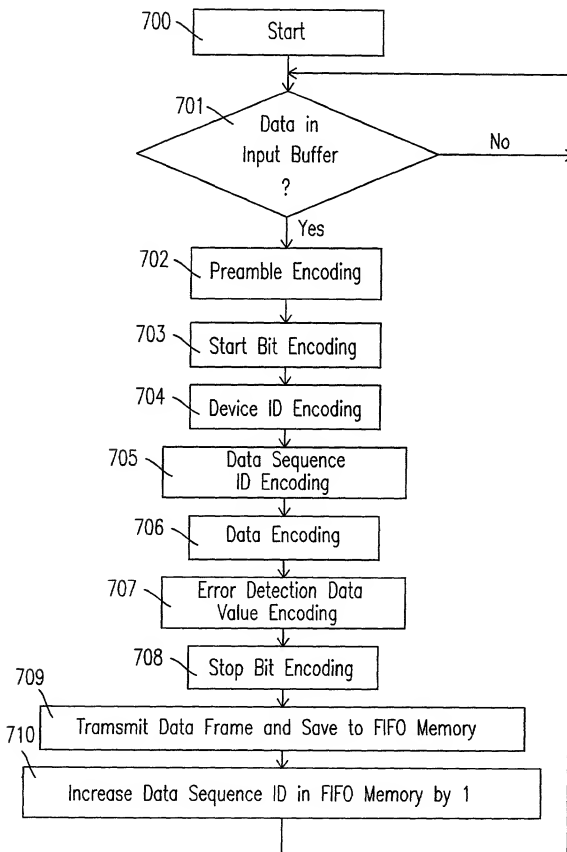 700
Start
701
Data in
Input Buffer
?
No
Yes
702
Preamble Encoding
703
Start Bit Encoding
704
Device ID Encoding
705
Data Sequence
ID Encoding
706
Data Encoding
707
Error Detection Data
Value Encoding
708
Stop Bit Encoding
709
Tramsmit Data Frame and Save to FIFO Memory
710
Increase Data Sequence ID in FIFO Memory by 1